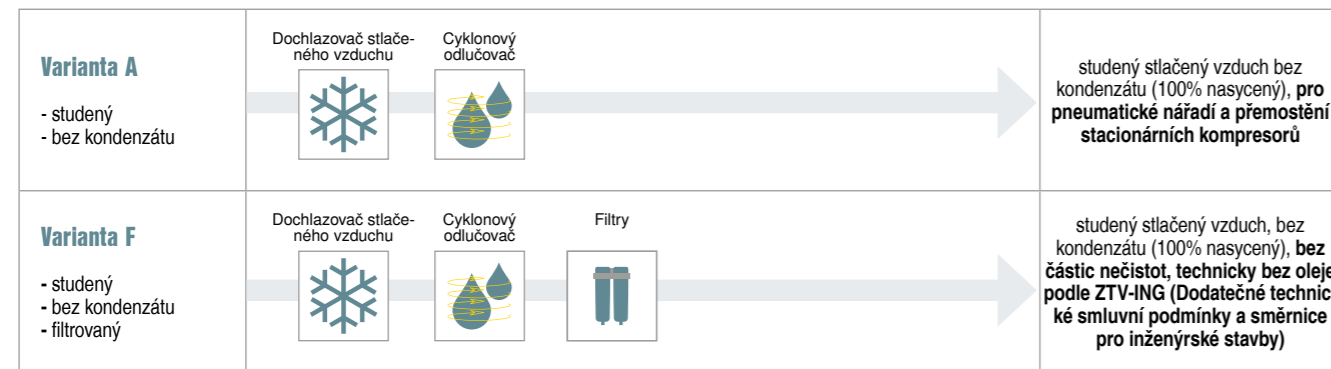 Varianta A
- studený
- bez kondenzátu
Dochlazovač stlače-
ného vzduchu
Cyklonový
odlučovač
studený stlačený vzduch bez
kondenzátu (100% nasycený), pro
pneumatické nářadí a přemostění
stacionárních kompresorů
Varianta F
- studený
- bez kondenzátu
- filtrovaný
Dochlazovač stlače-
ného vzduchu
Cyklonový
odlučovač
Filtry
studený stlačený vzduch, bez
kondenzátu (100% nasycený), bez
částic nečistot, technicky bez oleje
podle ZTV-ING (Dodatečné technic
ké smluvní podmínky a směrnice
pro inženýrské stavby)